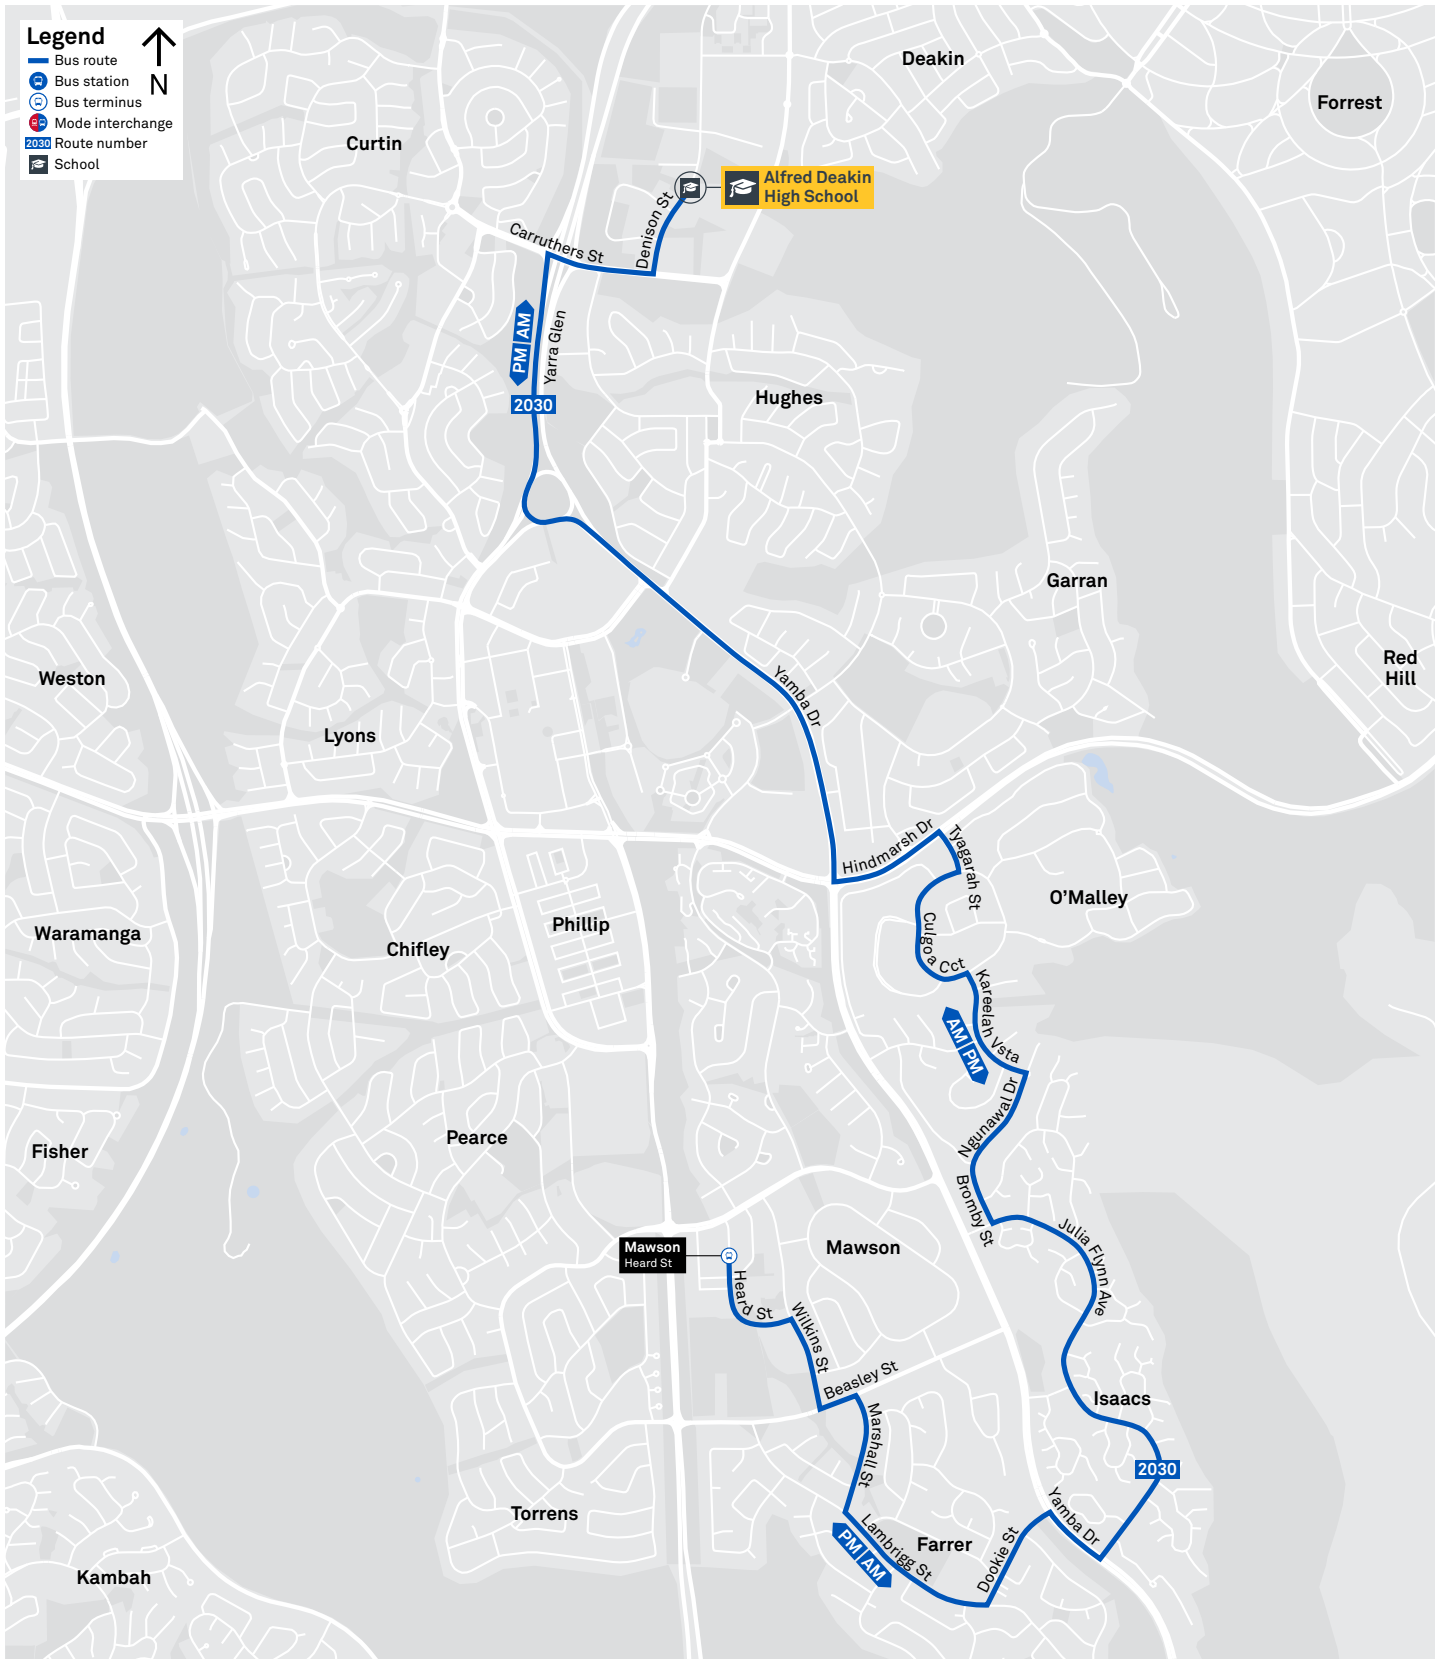 Legend
Bus route
Bus station
Bus terminus
Mode interchange
2030 Route number
School
N
Deakin
Forrest
Curtin
Alfred Deakin
High School
Denison St
Carruthers St
PM AM
Yarra Glen
2030
Hughes
Garran
Red
Hill
Weston
Yamba Dr
Lyons
Hindmarsh Dr
Tyagarah St
O'Malley
Phillip
Waramanga
Chifley
Culgoa Cct
Kareelah Vsta
AM PM
Ngunawal Dr
Pearce
Fisher
Bromby St
Julia Flynn Ave
Mawson
Heard St
Mawson
Heard St
Wilkins St
Beasley St
Marshall St
Isaacs
2030
Torrens
Yamba Dr
Lambrigg St
PM AM
Farrer
Dookie St
Kambah